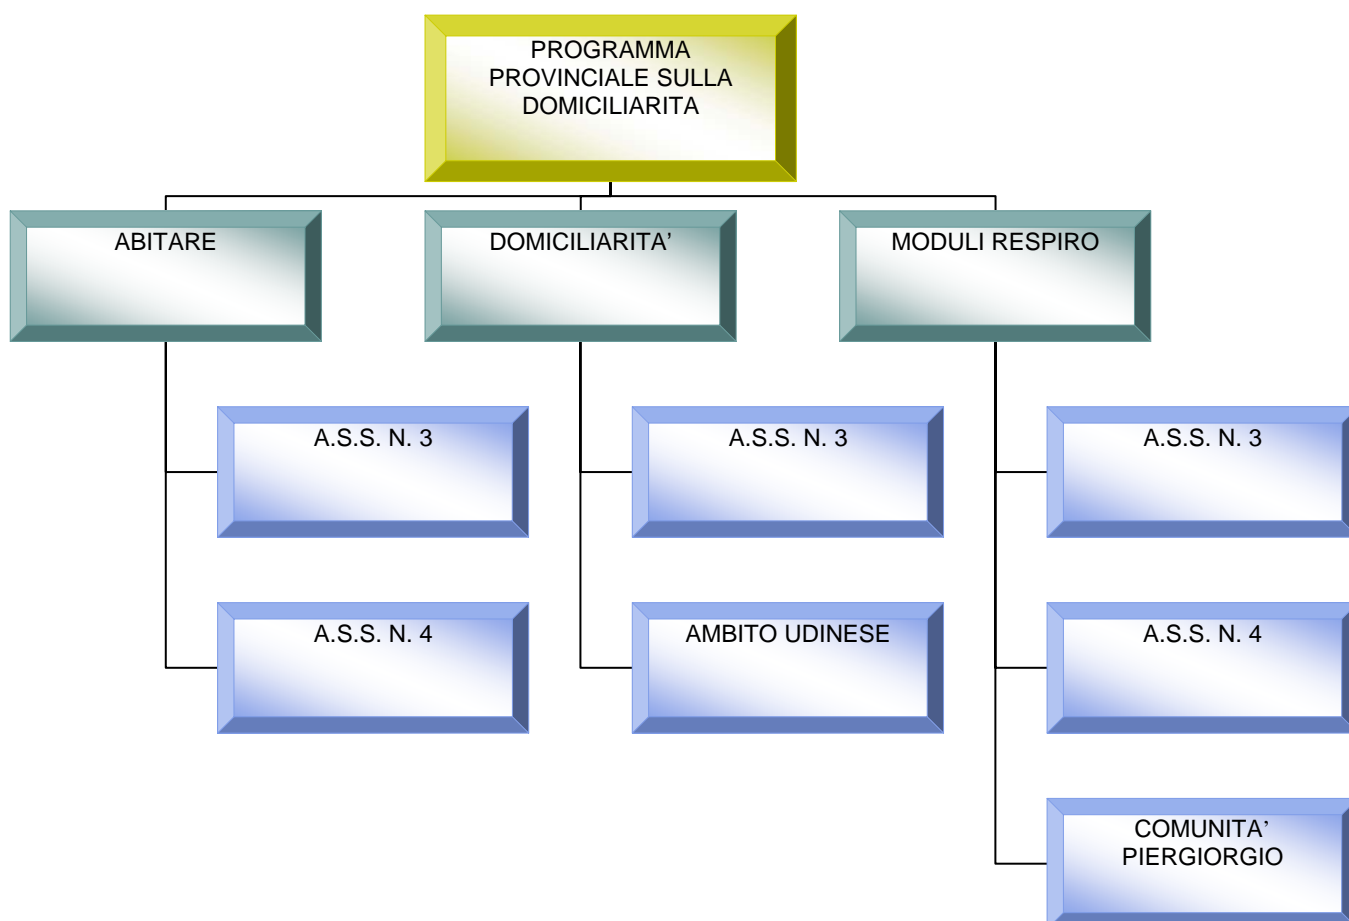 PROGRAMMA
PROVINCIALE SULLA
DOMICILIARITA
ABITARE
DOMICILIARITA’
MODULI RESPIRO
A.S.S. N. 3
A.S.S. N. 3
A.S.S. N. 3
A.S.S. N. 4
AMBITO UDINESE
A.S.S. N. 4
COMUNITA’
PIERGIORGIO